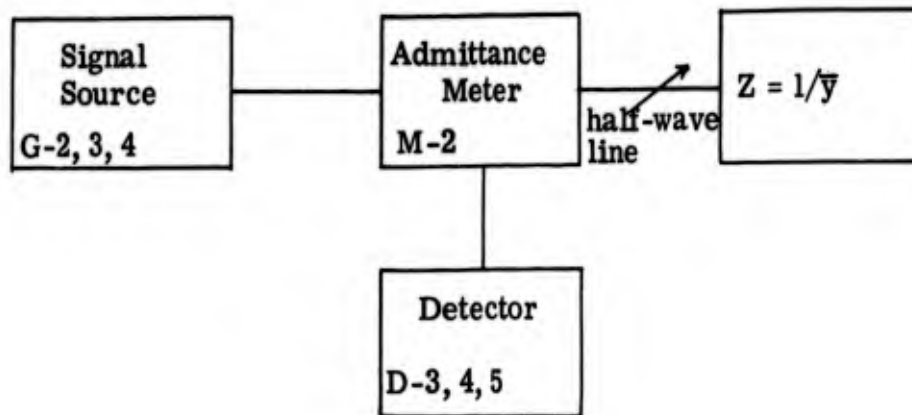 Signal
Source
G-2, 3, 4
Admittance
Meter
M-2
half-wave
line
Z = 1/y̅
Detector
D-3, 4, 5